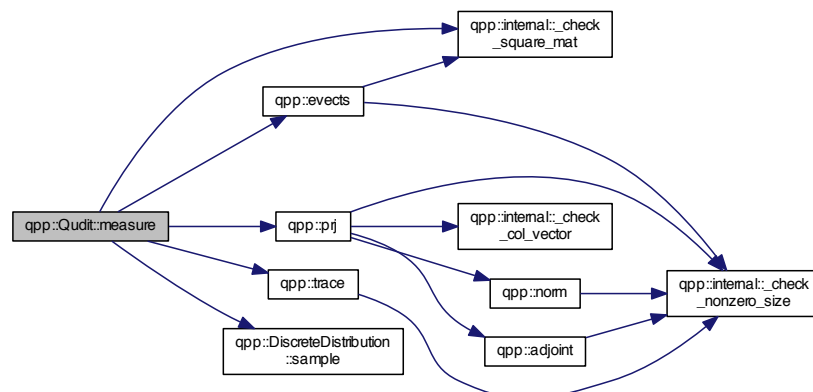 qpp::internal::_check
_square_mat
qpp::evects
qpp::Qudit::measure
qpp::prj
qpp::internal::_check
_col_vector
qpp::trace
qpp::norm
qpp::internal::_check
_nonzero_size
qpp::DiscreteDistribution
::sample
qpp::adjoint